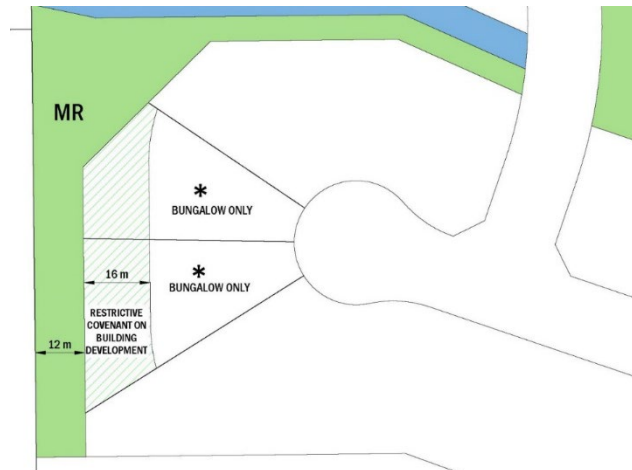 MR
*
BUNGALOW ONLY
*
BUNGALOW ONLY
16 m
RESTRICTIVE
COVENANT ON
BUILDING
DEVELOPMENT
12 m